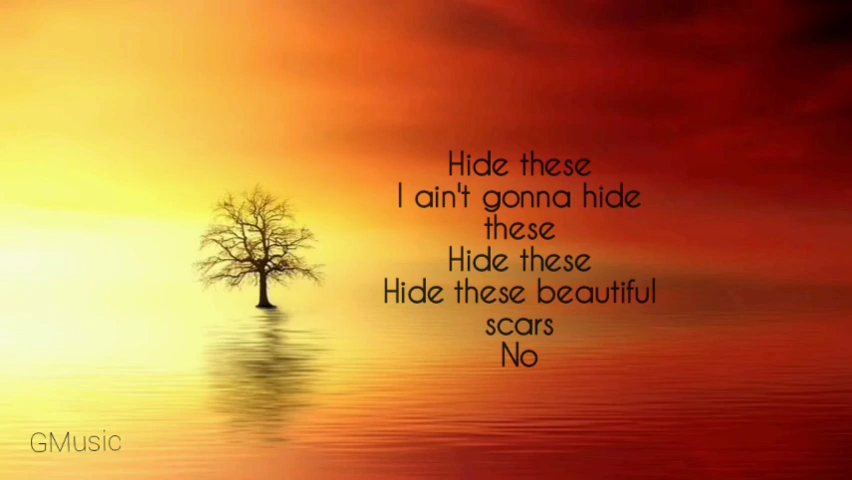 Hide these
I ain't gonna hide
these
Hide these
Hide these beautiful
scars
No
GMusic